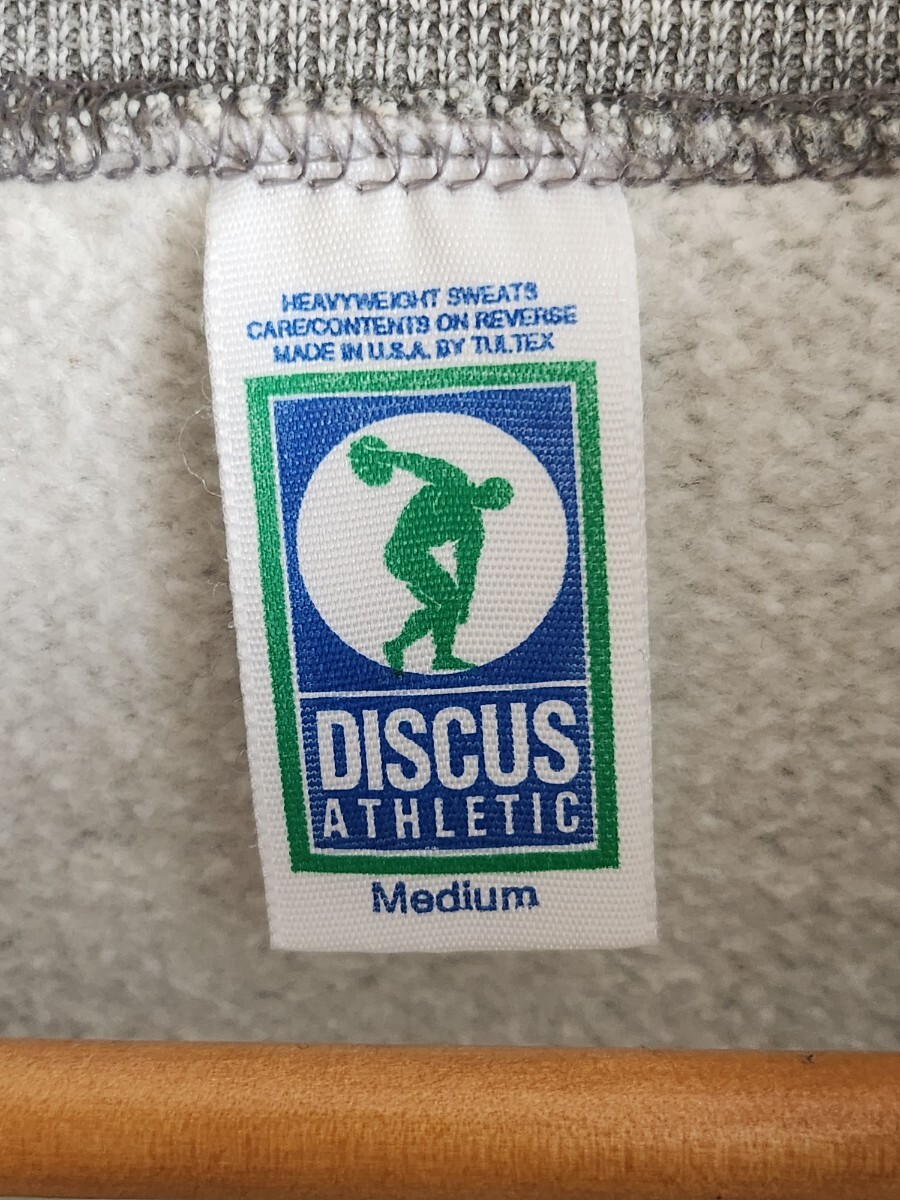 HEAVYWEIGHT SWEATS
CARE/CONTENTS ON REVERSE
MADE IN U.S.A. BY TULTEX
DISCUS
ATHLETIC
Medium